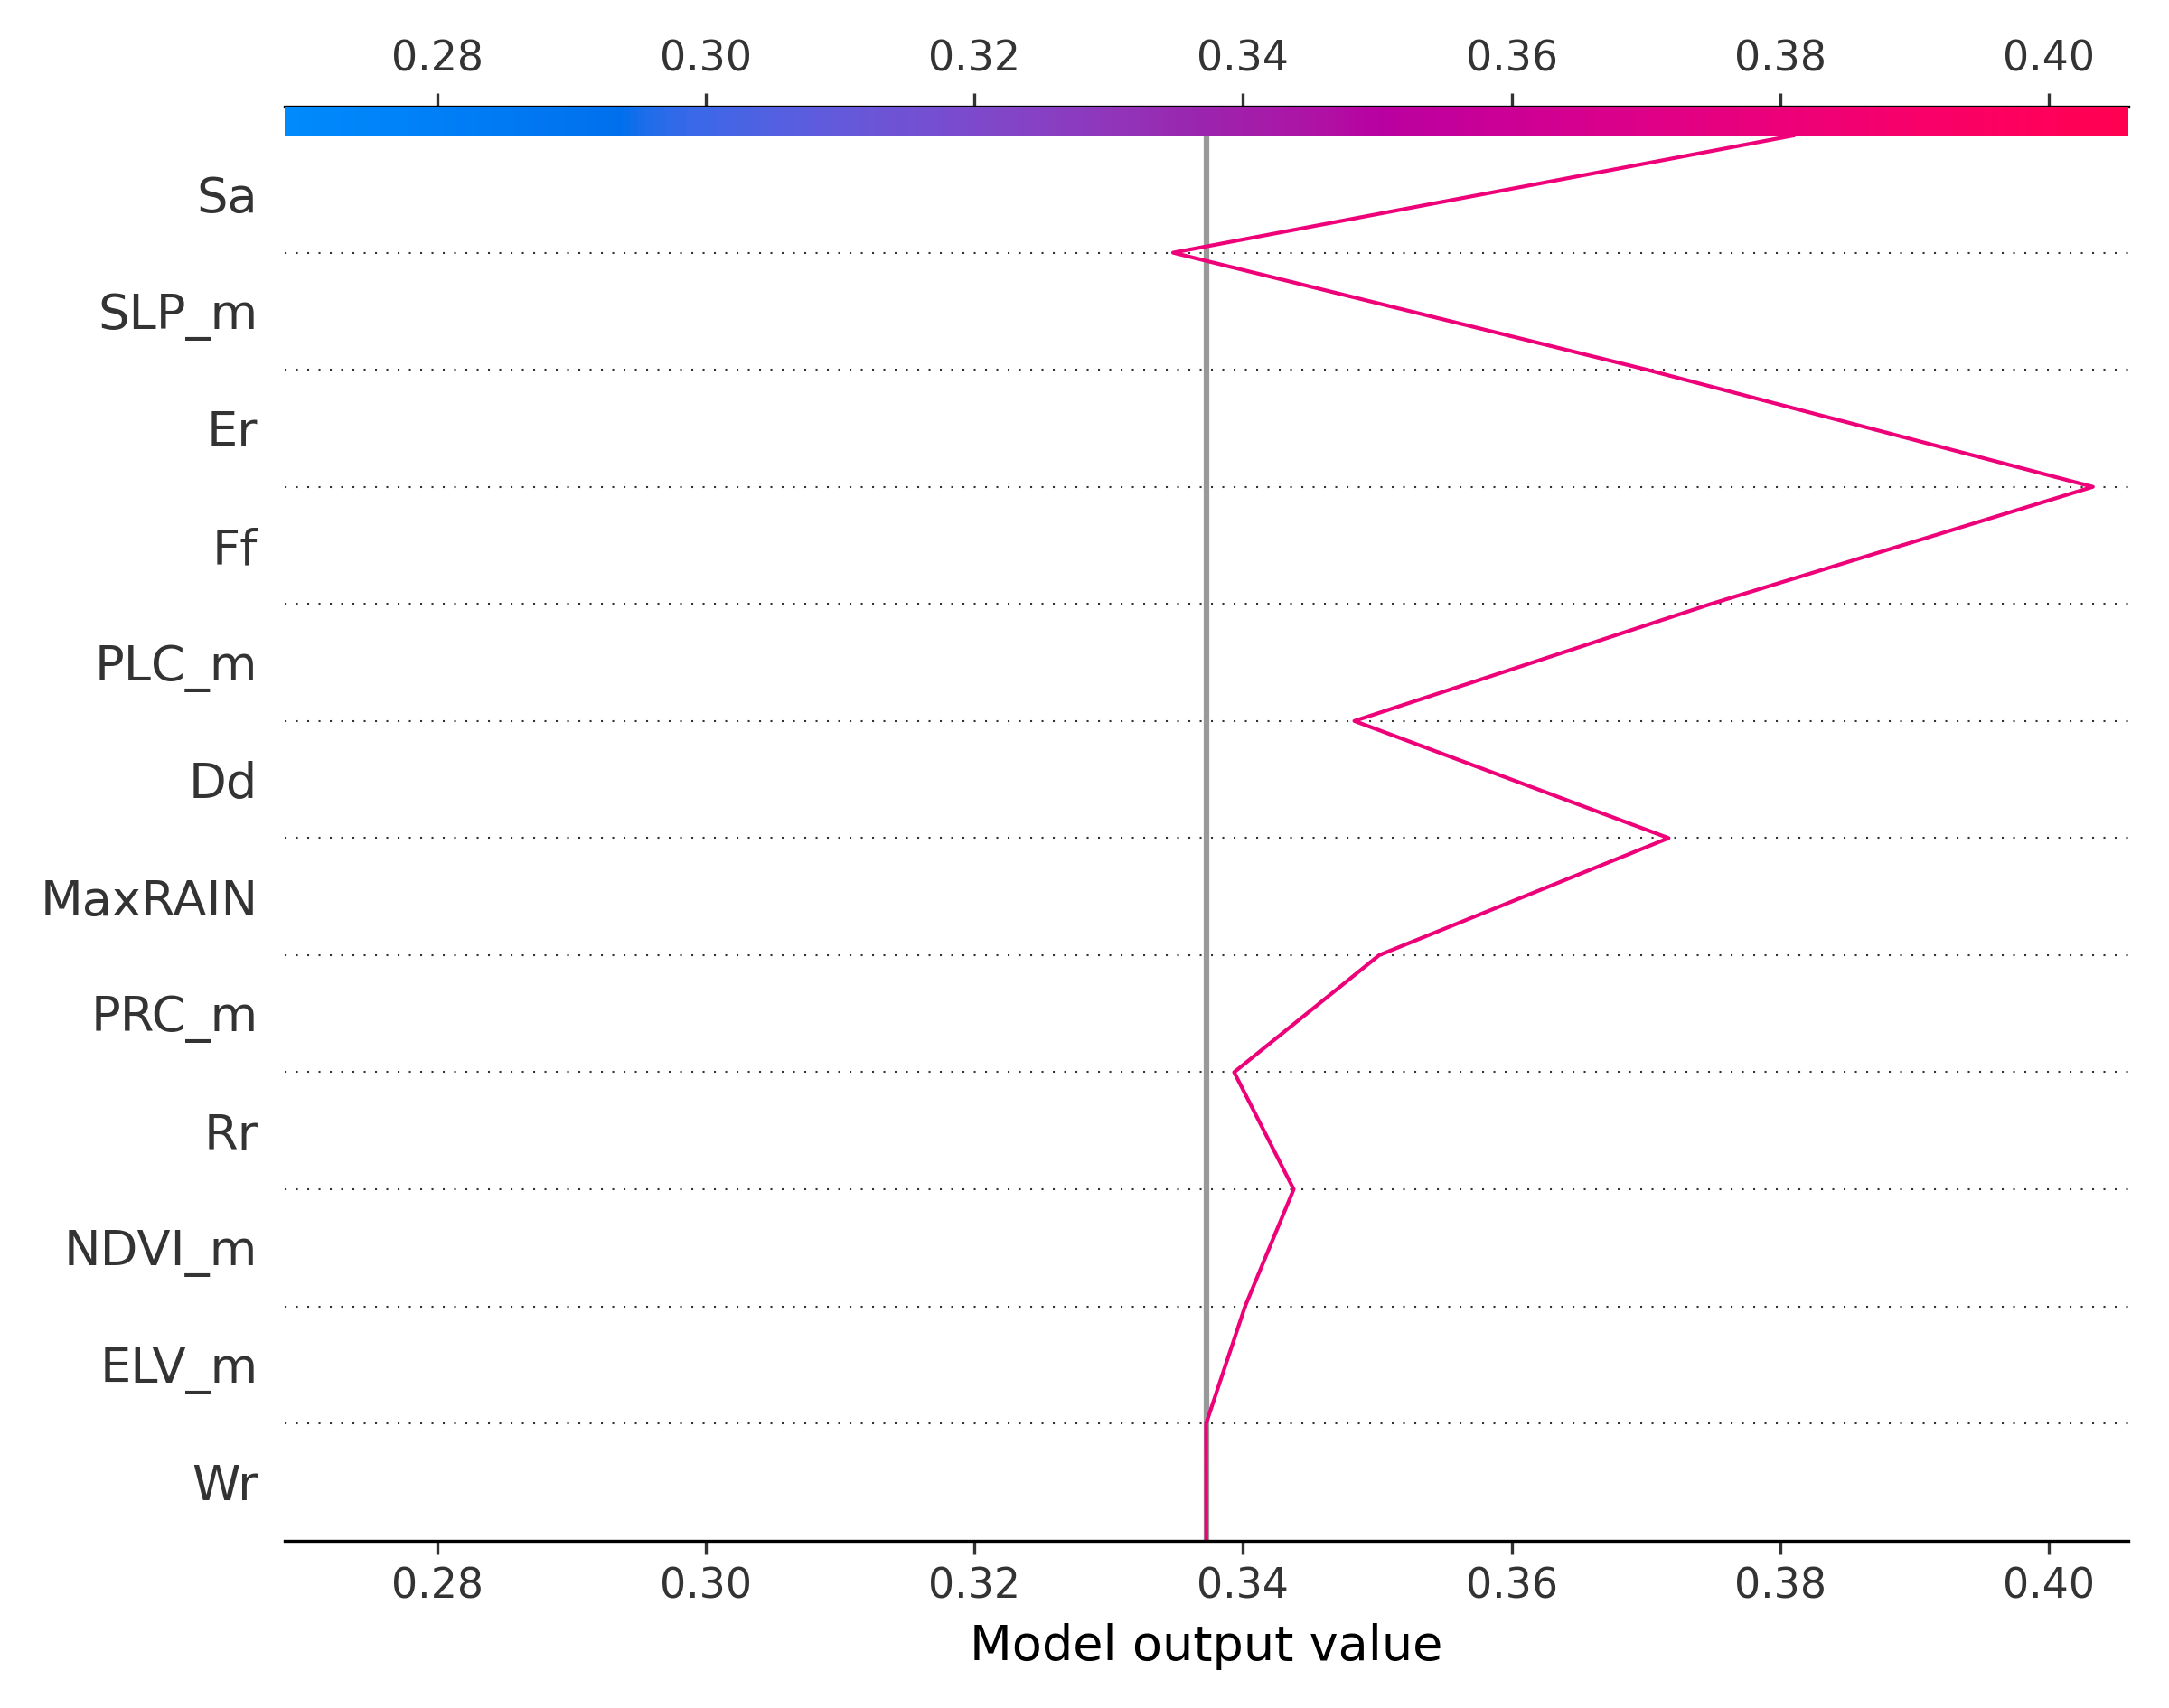 0.28 0.30 0.32 0.34 0.36 0.38 0.40
Sa
SLP_m
Er
Ff
PLC_m
Dd
MaxRAIN
PRC_m
Rr
NDVI_m
ELV_m
Wr
0.28 0.30 0.32 0.34 0.36 0.38 0.40
Model output value